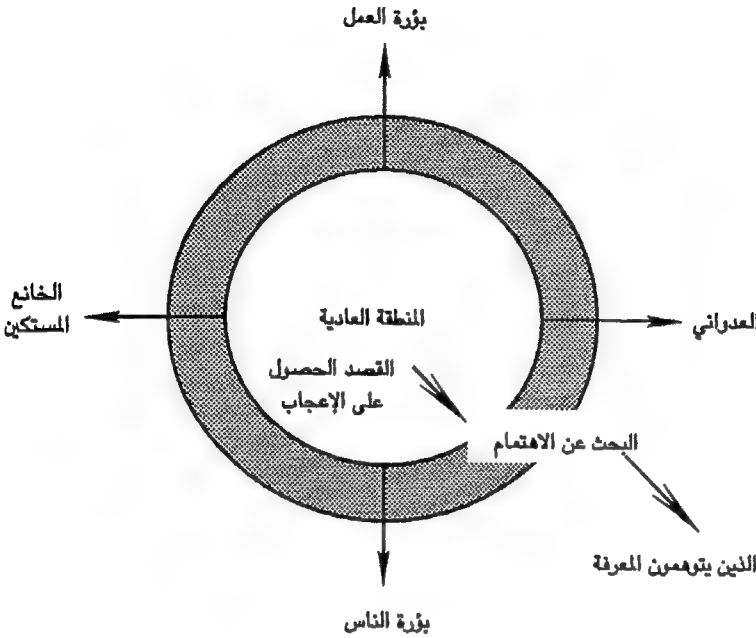 بؤرة العمل
الخانع
المستكين
المنطقة العادية
العدواني
القصد الحصول
على الإعجاب
البحث عن الاهتمام
الذين يتوهمون المعرفة
بؤرة الناس